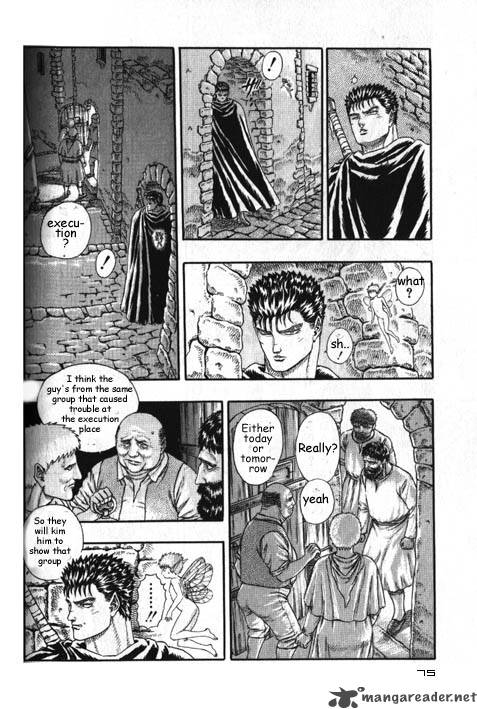 !
execu-
tion
?
!
what
?
sh..
!
Really?
Either
today
or
tomor-
row
yeah
I think the
guy's from the same
group that caused
trouble at
the execution
place
......
So they
will kim
him to
show that
group
75
www.
mangareader.net